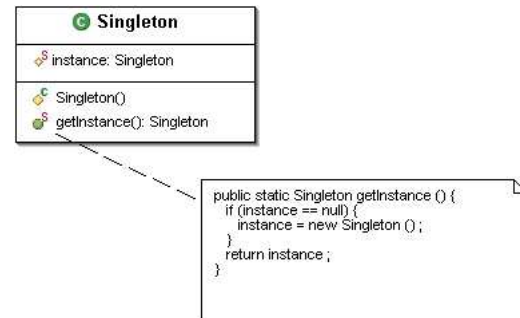 C Singleton
S instance: Singleton
C Singleton()
S getInstance(): Singleton
public static Singleton getInstance () {
if (instance == null) {
instance = new Singleton () ;
}
return instance ;
}